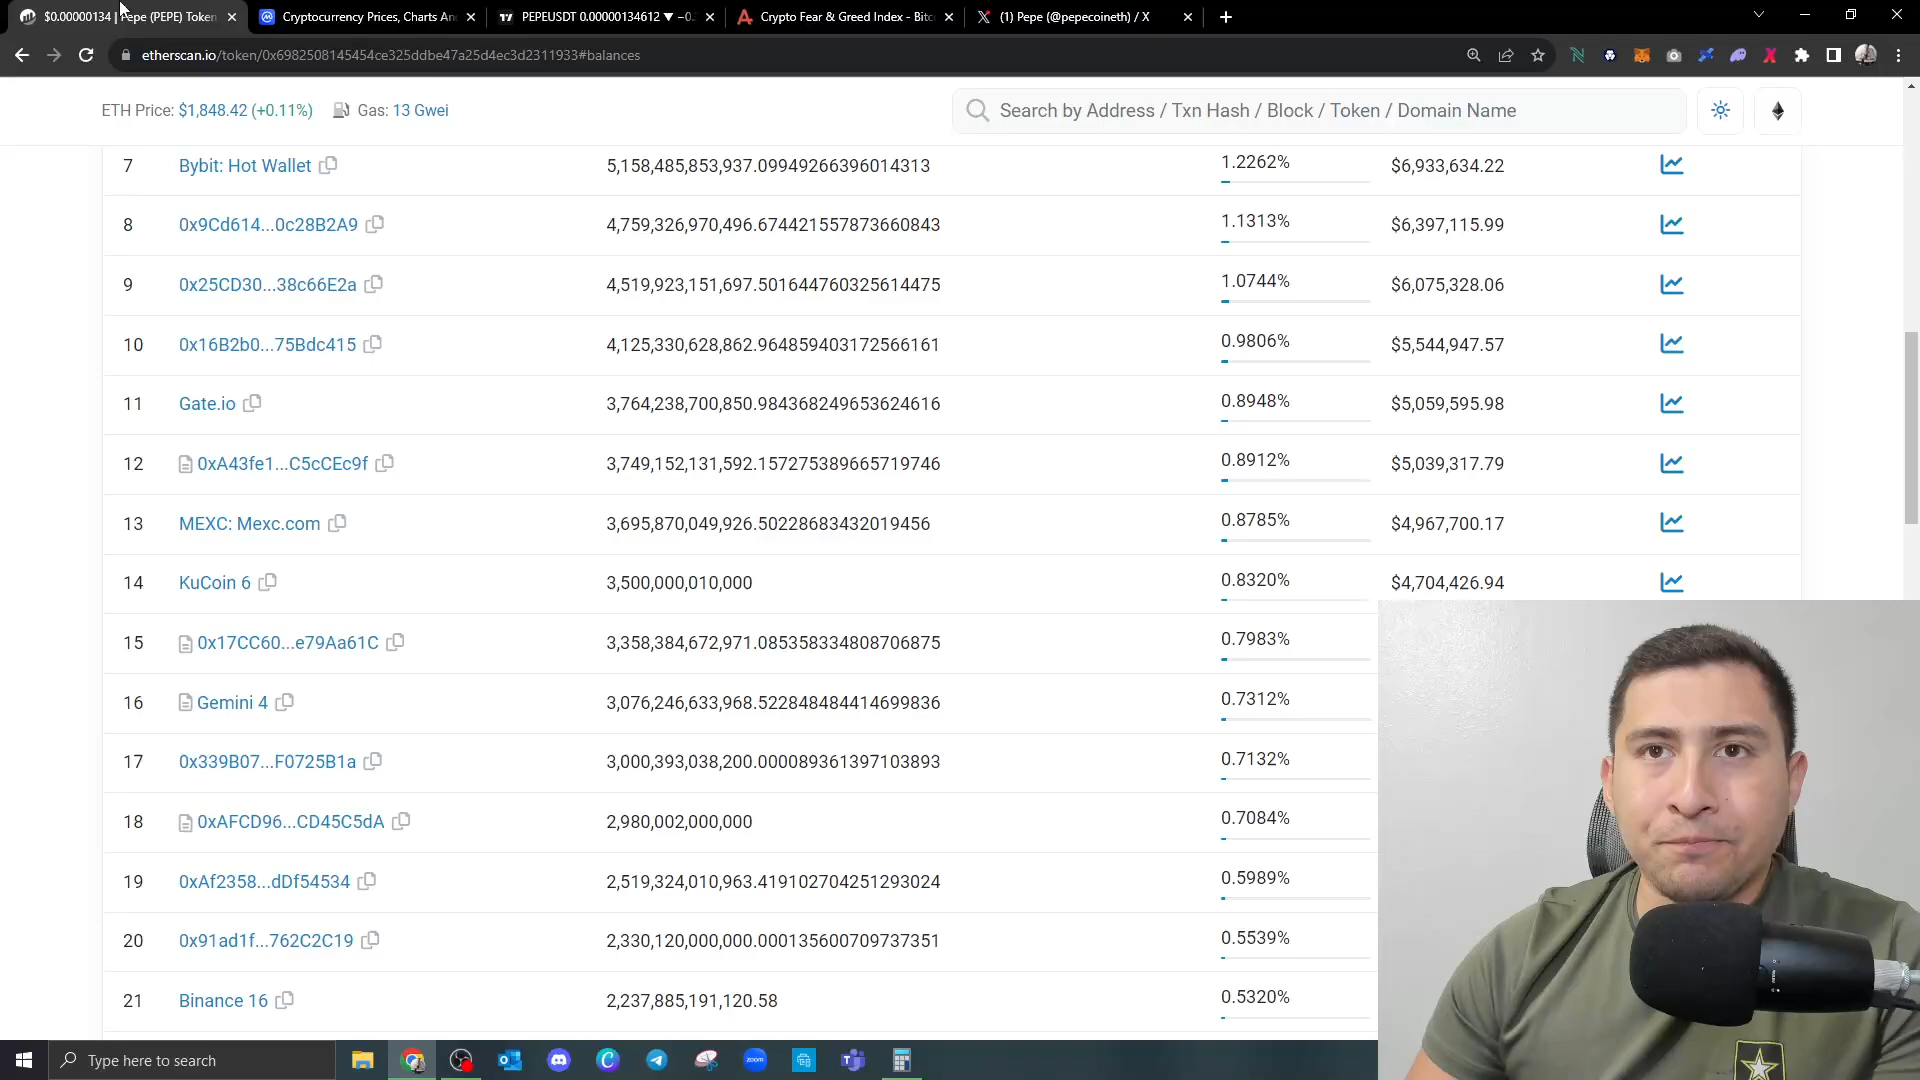 $0.00000134 | Pepe (PEPE) Token
Cryptocurrency Prices, Charts An
PEPEUSDT 0.00000134612 ▼ −0.
Crypto Fear & Greed Index - Bitc
(1) Pepe (@pepecoineth) / X
etherscan.io/token/0x6982508145454ce325ddbe47a25d4ec3d2311933#balances
ETH Price: $1,848.42 (+0.11%) Gas: 13 Gwei
Search by Address / Txn Hash / Block / Token / Domain Name
7 Bybit: Hot Wallet 5,158,485,853,937.09949266396014313 1.2262% $6,933,634.22
8 0x9Cd614...0c28B2A9 4,759,326,970,496.674421557873660843 1.1313% $6,397,115.99
9 0x25CD30...38c66E2a 4,519,923,151,697.501644760325614475 1.0744% $6,075,328.06
10 0x16B2b0...75Bdc415 4,125,330,628,862.964859403172566161 0.9806% $5,544,947.57
11 Gate.io 3,764,238,700,850.984368249653624616 0.8948% $5,059,595.98
12 0xA43fe1...C5cCEc9f 3,749,152,131,592.157275389665719746 0.8912% $5,039,317.79
13 MEXC: Mexc.com 3,695,870,049,926.50228683432019456 0.8785% $4,967,700.17
14 KuCoin 6 3,500,000,010,000 0.8320% $4,704,426.94
15 0x17CC60...e79Aa61C 3,358,384,672,971.085358334808706875 0.7983%
16 Gemini 4 3,076,246,633,968.522848484414699836 0.7312%
17 0x339B07...F0725B1a 3,000,393,038,200.000089361397103893 0.7132%
18 0xAFCD96...CD45C5dA 2,980,002,000,000 0.7084%
19 0xAf2358...dDf54534 2,519,324,010,963.419102704251293024 0.5989%
20 0x91ad1f...762C2C19 2,330,120,000,000.000135600709737351 0.5539%
21 Binance 16 2,237,885,191,120.58 0.5320%
Type here to search
zoom